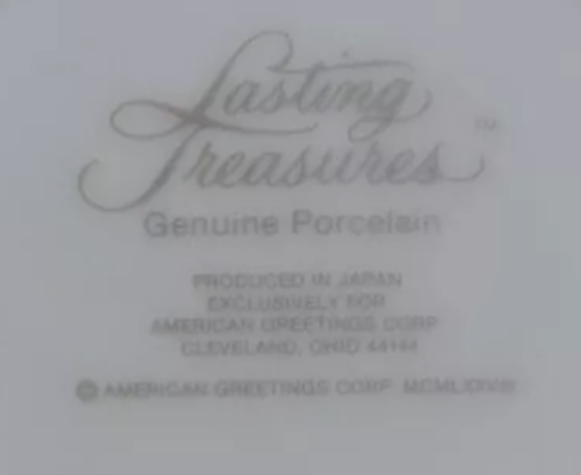 Lasting
Treasures™
Genuine Porcelain
PRODUCED IN JAPAN
EXCLUSIVELY FOR
AMERICAN GREETINGS CORP
CLEVELAND, OHIO 44144
© AMERICAN GREETINGS CORP